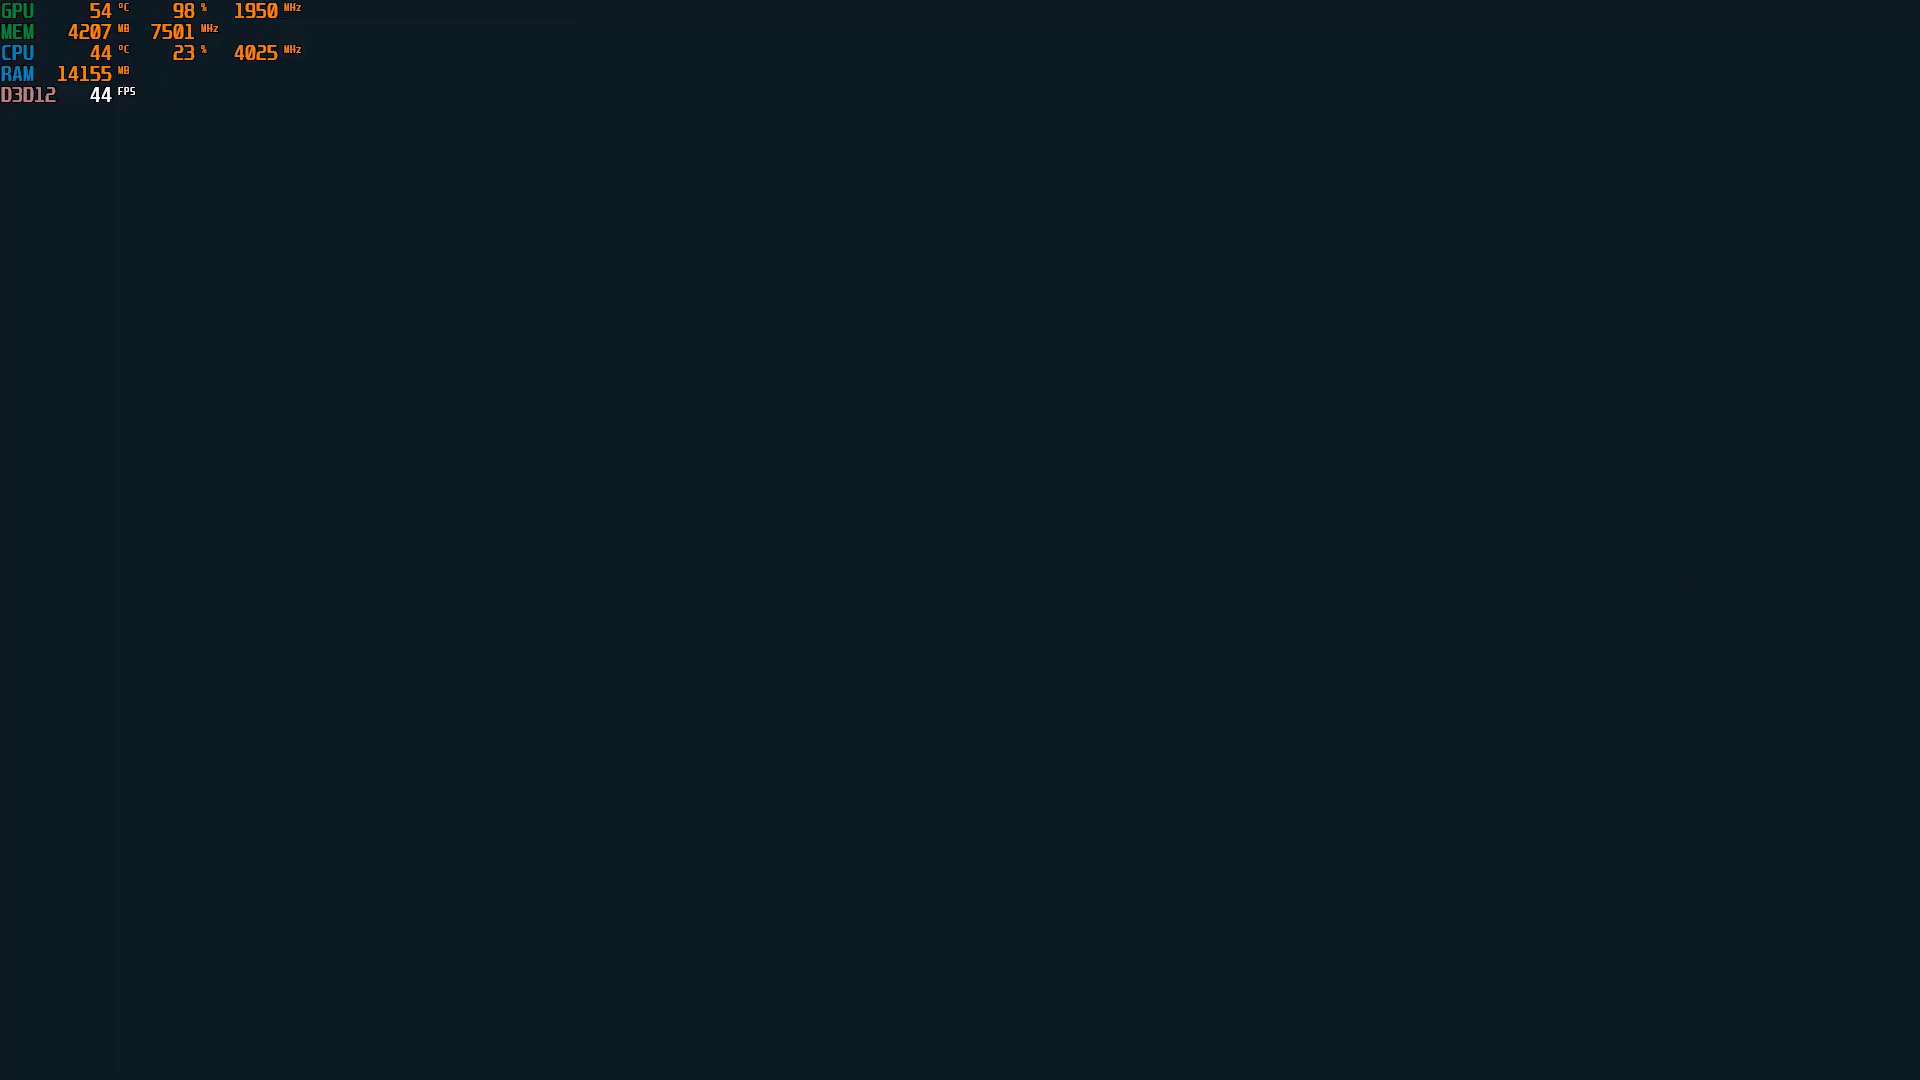 GPU 54 °C 98 % 1950 MHz
MEM 4207 MB 7501 MHz
CPU 44 °C 23 % 4025 MHz
RAM 14155 MB
D3D12 44 FPS